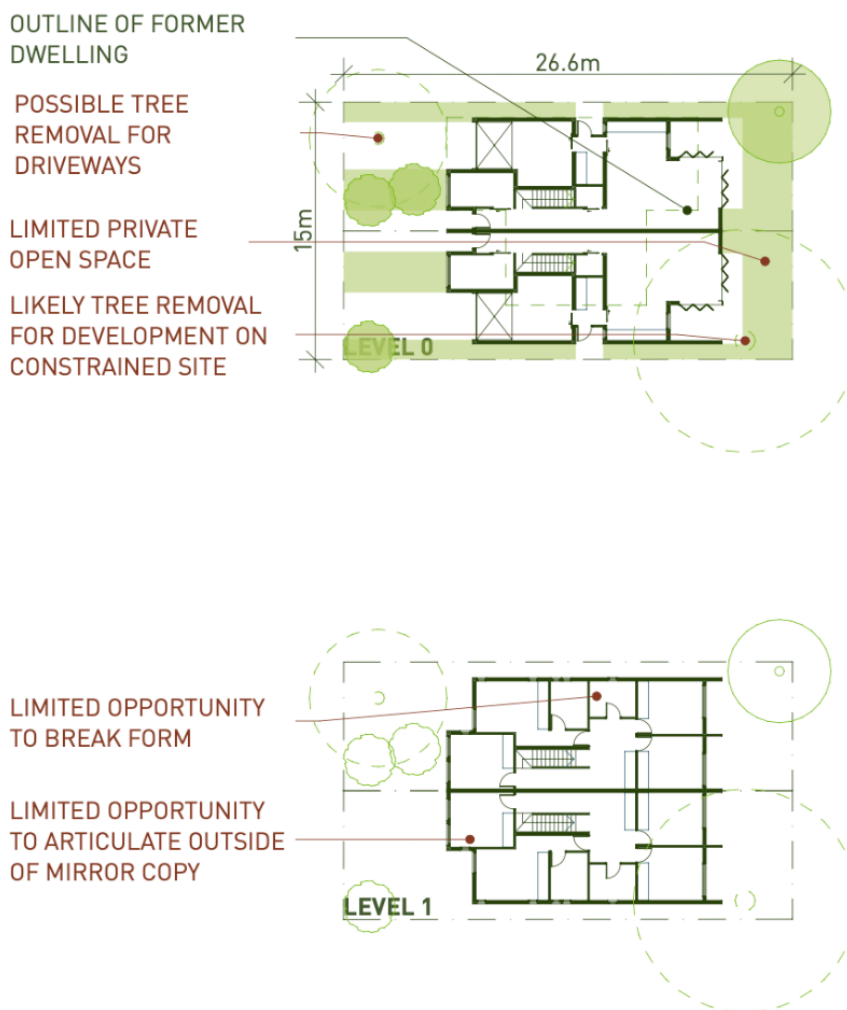 OUTLINE OF FORMER
DWELLING
26.6m
POSSIBLE TREE
REMOVAL FOR
DRIVEWAYS
15m
LIMITED PRIVATE
OPEN SPACE
LIKELY TREE REMOVAL
FOR DEVELOPMENT ON
CONSTRAINED SITE
LEVEL 0
LIMITED OPPORTUNITY
TO BREAK FORM
LIMITED OPPORTUNITY
TO ARTICULATE OUTSIDE
OF MIRROR COPY
LEVEL 1